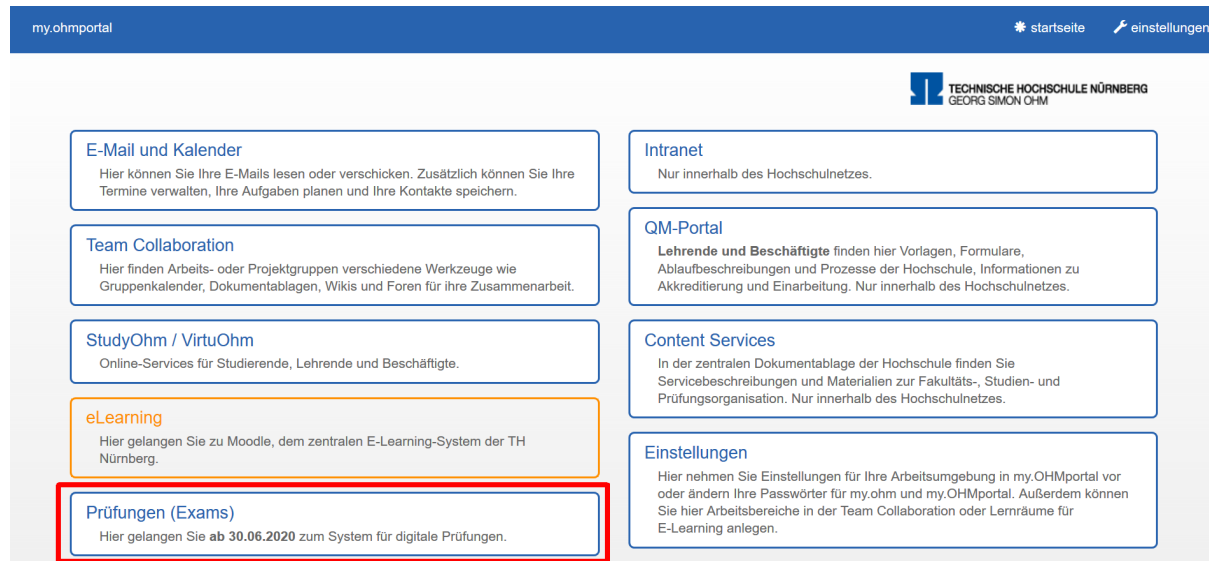 my.ohmportal
startseite
einstellungen
TECHNISCHE HOCHSCHULE NÜRNBERG
GEORG SIMON OHM
E-Mail und Kalender
Hier können Sie Ihre E-Mails lesen oder verschicken. Zusätzlich können Sie Ihre
Termine verwalten, Ihre Aufgaben planen und Ihre Kontakte speichern.
Team Collaboration
Hier finden Arbeits- oder Projektgruppen verschiedene Werkzeuge wie
Gruppenkalender, Dokumentablagen, Wikis und Foren für ihre Zusammenarbeit.
StudyOhm / VirtuOhm
Online-Services für Studierende, Lehrende und Beschäftigte.
eLearning
Hier gelangen Sie zu Moodle, dem zentralen E-Learning-System der TH
Nürnberg.
Prüfungen (Exams)
Hier gelangen Sie ab 30.06.2020 zum System für digitale Prüfungen.
Intranet
Nur innerhalb des Hochschulnetzes.
QM-Portal
Lehrende und Beschäftigte finden hier Vorlagen, Formulare,
Ablaufbeschreibungen und Prozesse der Hochschule, Informationen zu
Akkreditierung und Einarbeitung. Nur innerhalb des Hochschulnetzes.
Content Services
In der zentralen Dokumentablage der Hochschule finden Sie
Servicebeschreibungen und Materialien zur Fakultäts-, Studien- und
Prüfungsorganisation. Nur innerhalb des Hochschulnetzes.
Einstellungen
Hier nehmen Sie Einstellungen für Ihre Arbeitsumgebung in my.OHMportal vor
oder ändern Ihre Passwörter für my.ohm und my.OHMportal. Außerdem können
Sie hier Arbeitsbereiche in der Team Collaboration oder Lernräume für
E-Learning anlegen.